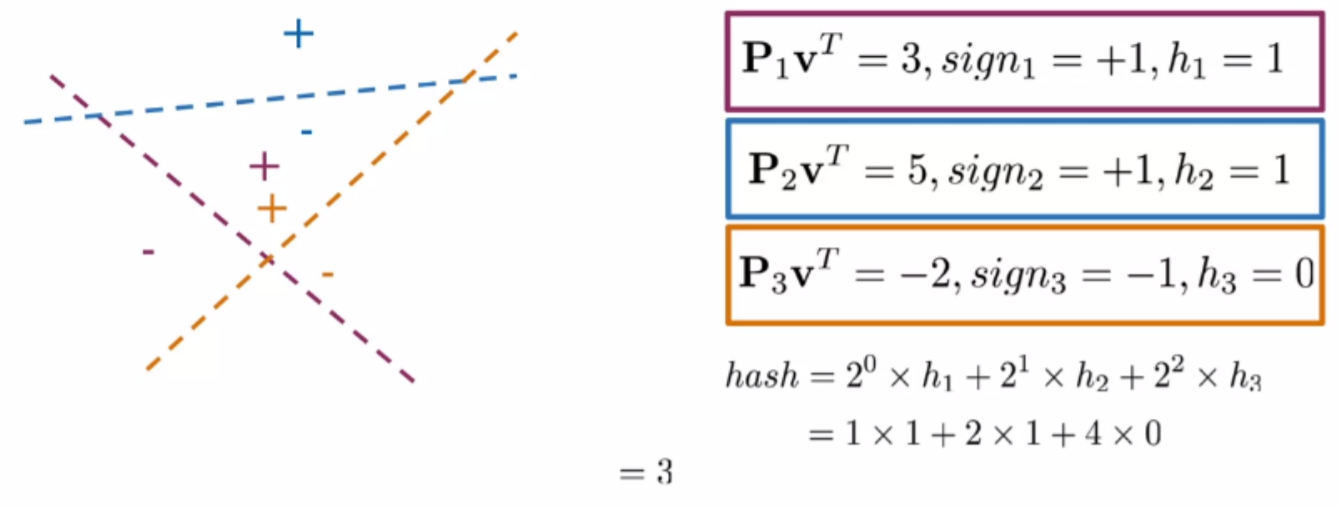 +
-
+
+
-
-
P₁vᵀ = 3, sign₁ = +1, h₁ = 1
P₂vᵀ = 5, sign₂ = +1, h₂ = 1
P₃vᵀ = −2, sign₃ = −1, h₃ = 0
hash = 2⁰ × h₁ + 2¹ × h₂ + 2² × h₃
= 1 × 1 + 2 × 1 + 4 × 0
= 3